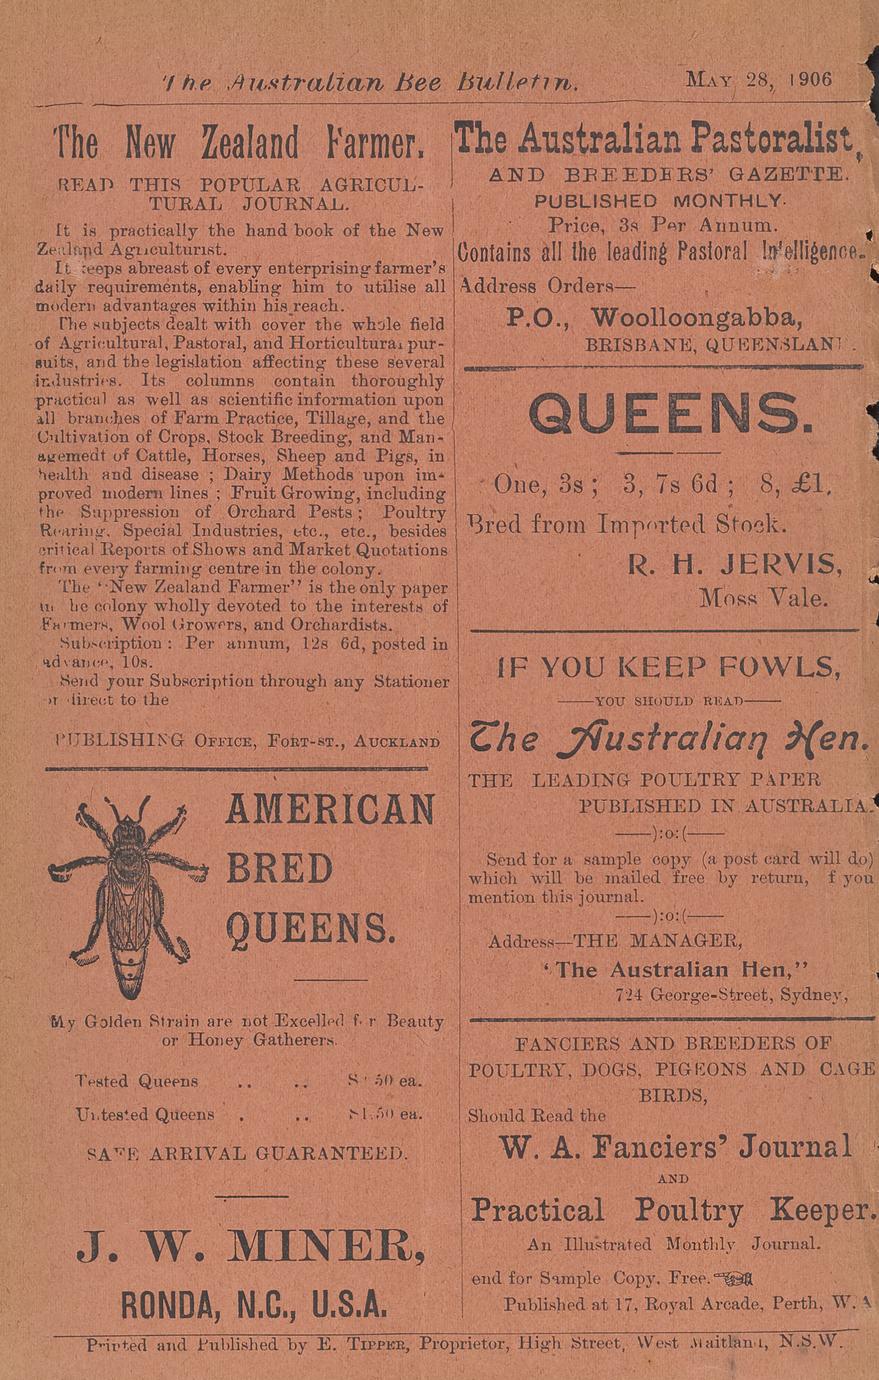 The Australian Bee Bulletin. MAY 28, 1906
The New Zealand Farmer.
READ THIS POPULAR AGRICUL-
TURAL JOURNAL.
It is practically the hand book of the New
Zealand Agriculturist.
It keeps abreast of every enterprising farmer's
daily requirements, enabling him to utilise all
modern advantages within his reach.
The subjects dealt with cover the whole field
of Agricultural, Pastoral, and Horticultural pur-
suits, and the legislation affecting these several
industries. Its columns contain thoroughly
practical as well as scientific information upon
all branches of Farm Practice, Tillage, and the
Cultivation of Crops, Stock Breeding, and Man-
agemedt of Cattle, Horses, Sheep and Pigs, in
health and disease ; Dairy Methods upon im-
proved modern lines ; Fruit Growing, including
the Suppression of Orchard Pests ; Poultry
Rearing, Special Industries, etc., etc., besides
critical Reports of Shows and Market Quotations
from every farming centre in the colony.
The "New Zealand Farmer" is the only paper
in he colony wholly devoted to the interests of
Farmers, Wool Growers, and Orchardists.
Subscription : Per annum, 12s 6d, posted in
advance, 10s.
Send your Subscription through any Stationer
or direct to the
PUBLISHING OFFICE, FORT-ST., AUCKLAND
AMERICAN
BRED
QUEENS.
My Golden Strain are not Excelled for Beauty
or Honey Gatherers.
Tested Queens .. .. 50 ea.
Untested Queens . .. $1.50 ea.
SAFE ARRIVAL GUARANTEED.
J. W. MINER,
RONDA, N.C., U.S.A.
The Australian Pastoralist,
AND BREEDERS' GAZETTE.
PUBLISHED MONTHLY.
Price, 3s Per Annum.
Contains all the leading Pastoral Intelligence.
Address Orders—
P.O., Woolloongabba,
BRISBANE, QUEENSLAND.
QUEENS.
One, 3s ; 3, 7s 6d ; 8, £1,
Bred from Imported Stock.
R. H. JERVIS,
Moss Vale.
IF YOU KEEP FOWLS,
——YOU SHOULD READ——
The Australian Hen.
THE LEADING POULTRY PAPER
PUBLISHED IN AUSTRALIA.
——):o:(——
Send for a sample copy (a post card will do)
which will be mailed free by return, f you
mention this journal.
——):o:(——
Address—THE MANAGER,
"The Australian Hen,"
724 George-Street, Sydney,
FANCIERS AND BREEDERS OF
POULTRY, DOGS, PIGEONS AND CAGE
BIRDS,
Should Read the
W. A. Fanciers' Journal
AND
Practical Poultry Keeper.
An Illustrated Monthly Journal.
end for Sample Copy, Free.
Published at 17, Royal Arcade, Perth, W.A
Printed and Published by E. TIPPER, Proprietor, High Street, West Maitland, N.S.W.